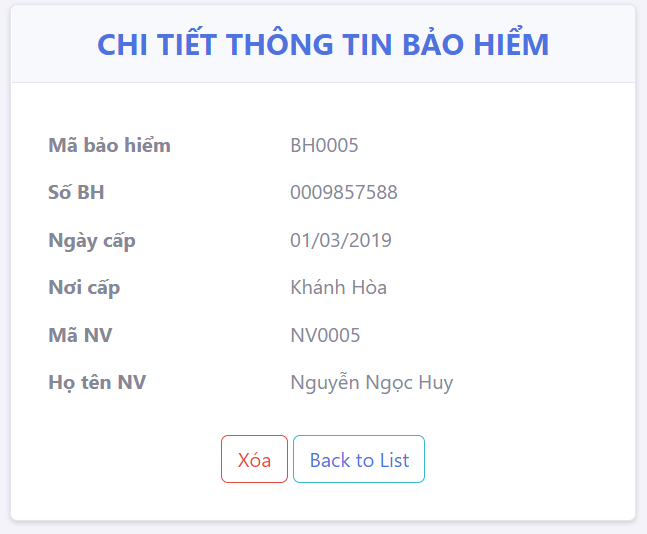 CHI TIẾT THÔNG TIN BẢO HIỂM
Mã bảo hiểm BH0005
Số BH 0009857588
Ngày cấp 01/03/2019
Nơi cấp Khánh Hòa
Mã NV NV0005
Họ tên NV Nguyễn Ngọc Huy
Xóa Back to List